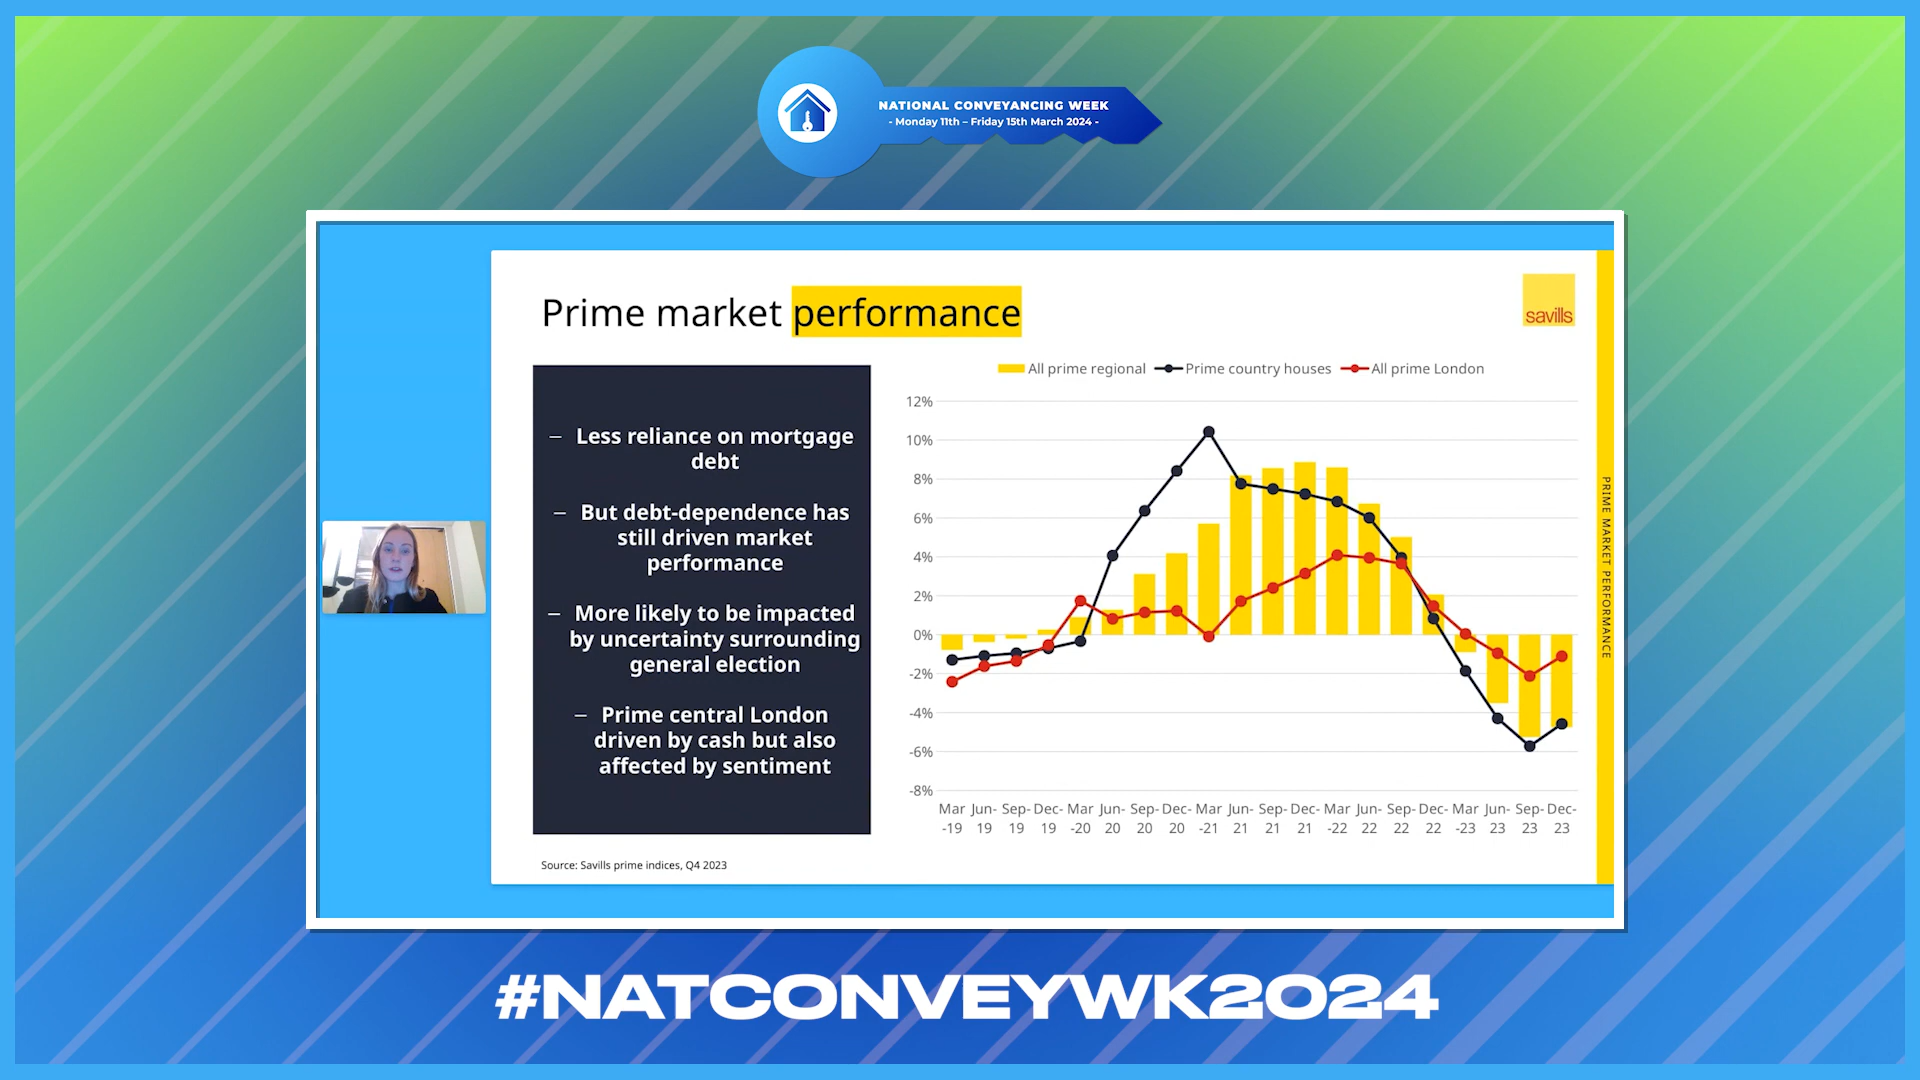 NATIONAL CONVEYANCING WEEK
- Monday 11th – Friday 15th March 2024 -
Prime market performance
savills
– Less reliance on mortgage
debt
– But debt-dependence has
still driven market
performance
– More likely to be impacted
by uncertainty surrounding
general election
– Prime central London
driven by cash but also
affected by sentiment
All prime regional Prime country houses All prime London
12%
10%
8%
6%
4%
2%
0%
-2%
-4%
-6%
-8%
Mar Jun- Sep- Dec- Mar Jun- Sep- Dec- Mar Jun- Sep- Dec- Mar Jun- Sep- Dec- Mar Jun- Sep- Dec-
-19 19 19 19 -20 20 20 20 -21 21 21 21 -22 22 22 22 -23 23 23 23
PRIME MARKET PERFORMANCE
Source: Savills prime indices, Q4 2023
#NATCONVEYWK2024